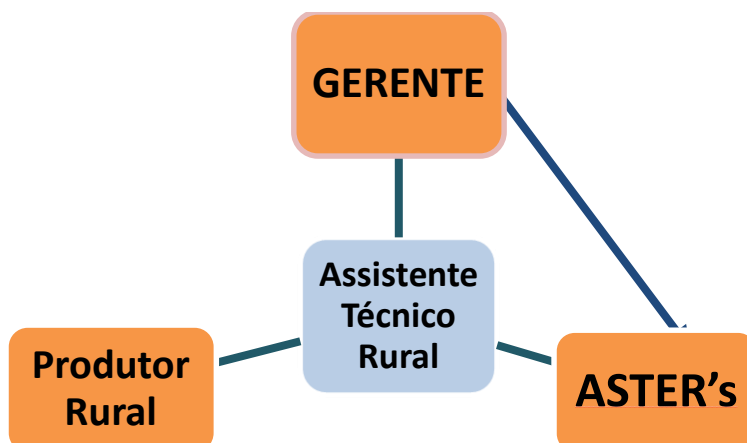 GERENTE
Assistente
Técnico
Rural
Produtor
Rural
ASTER's